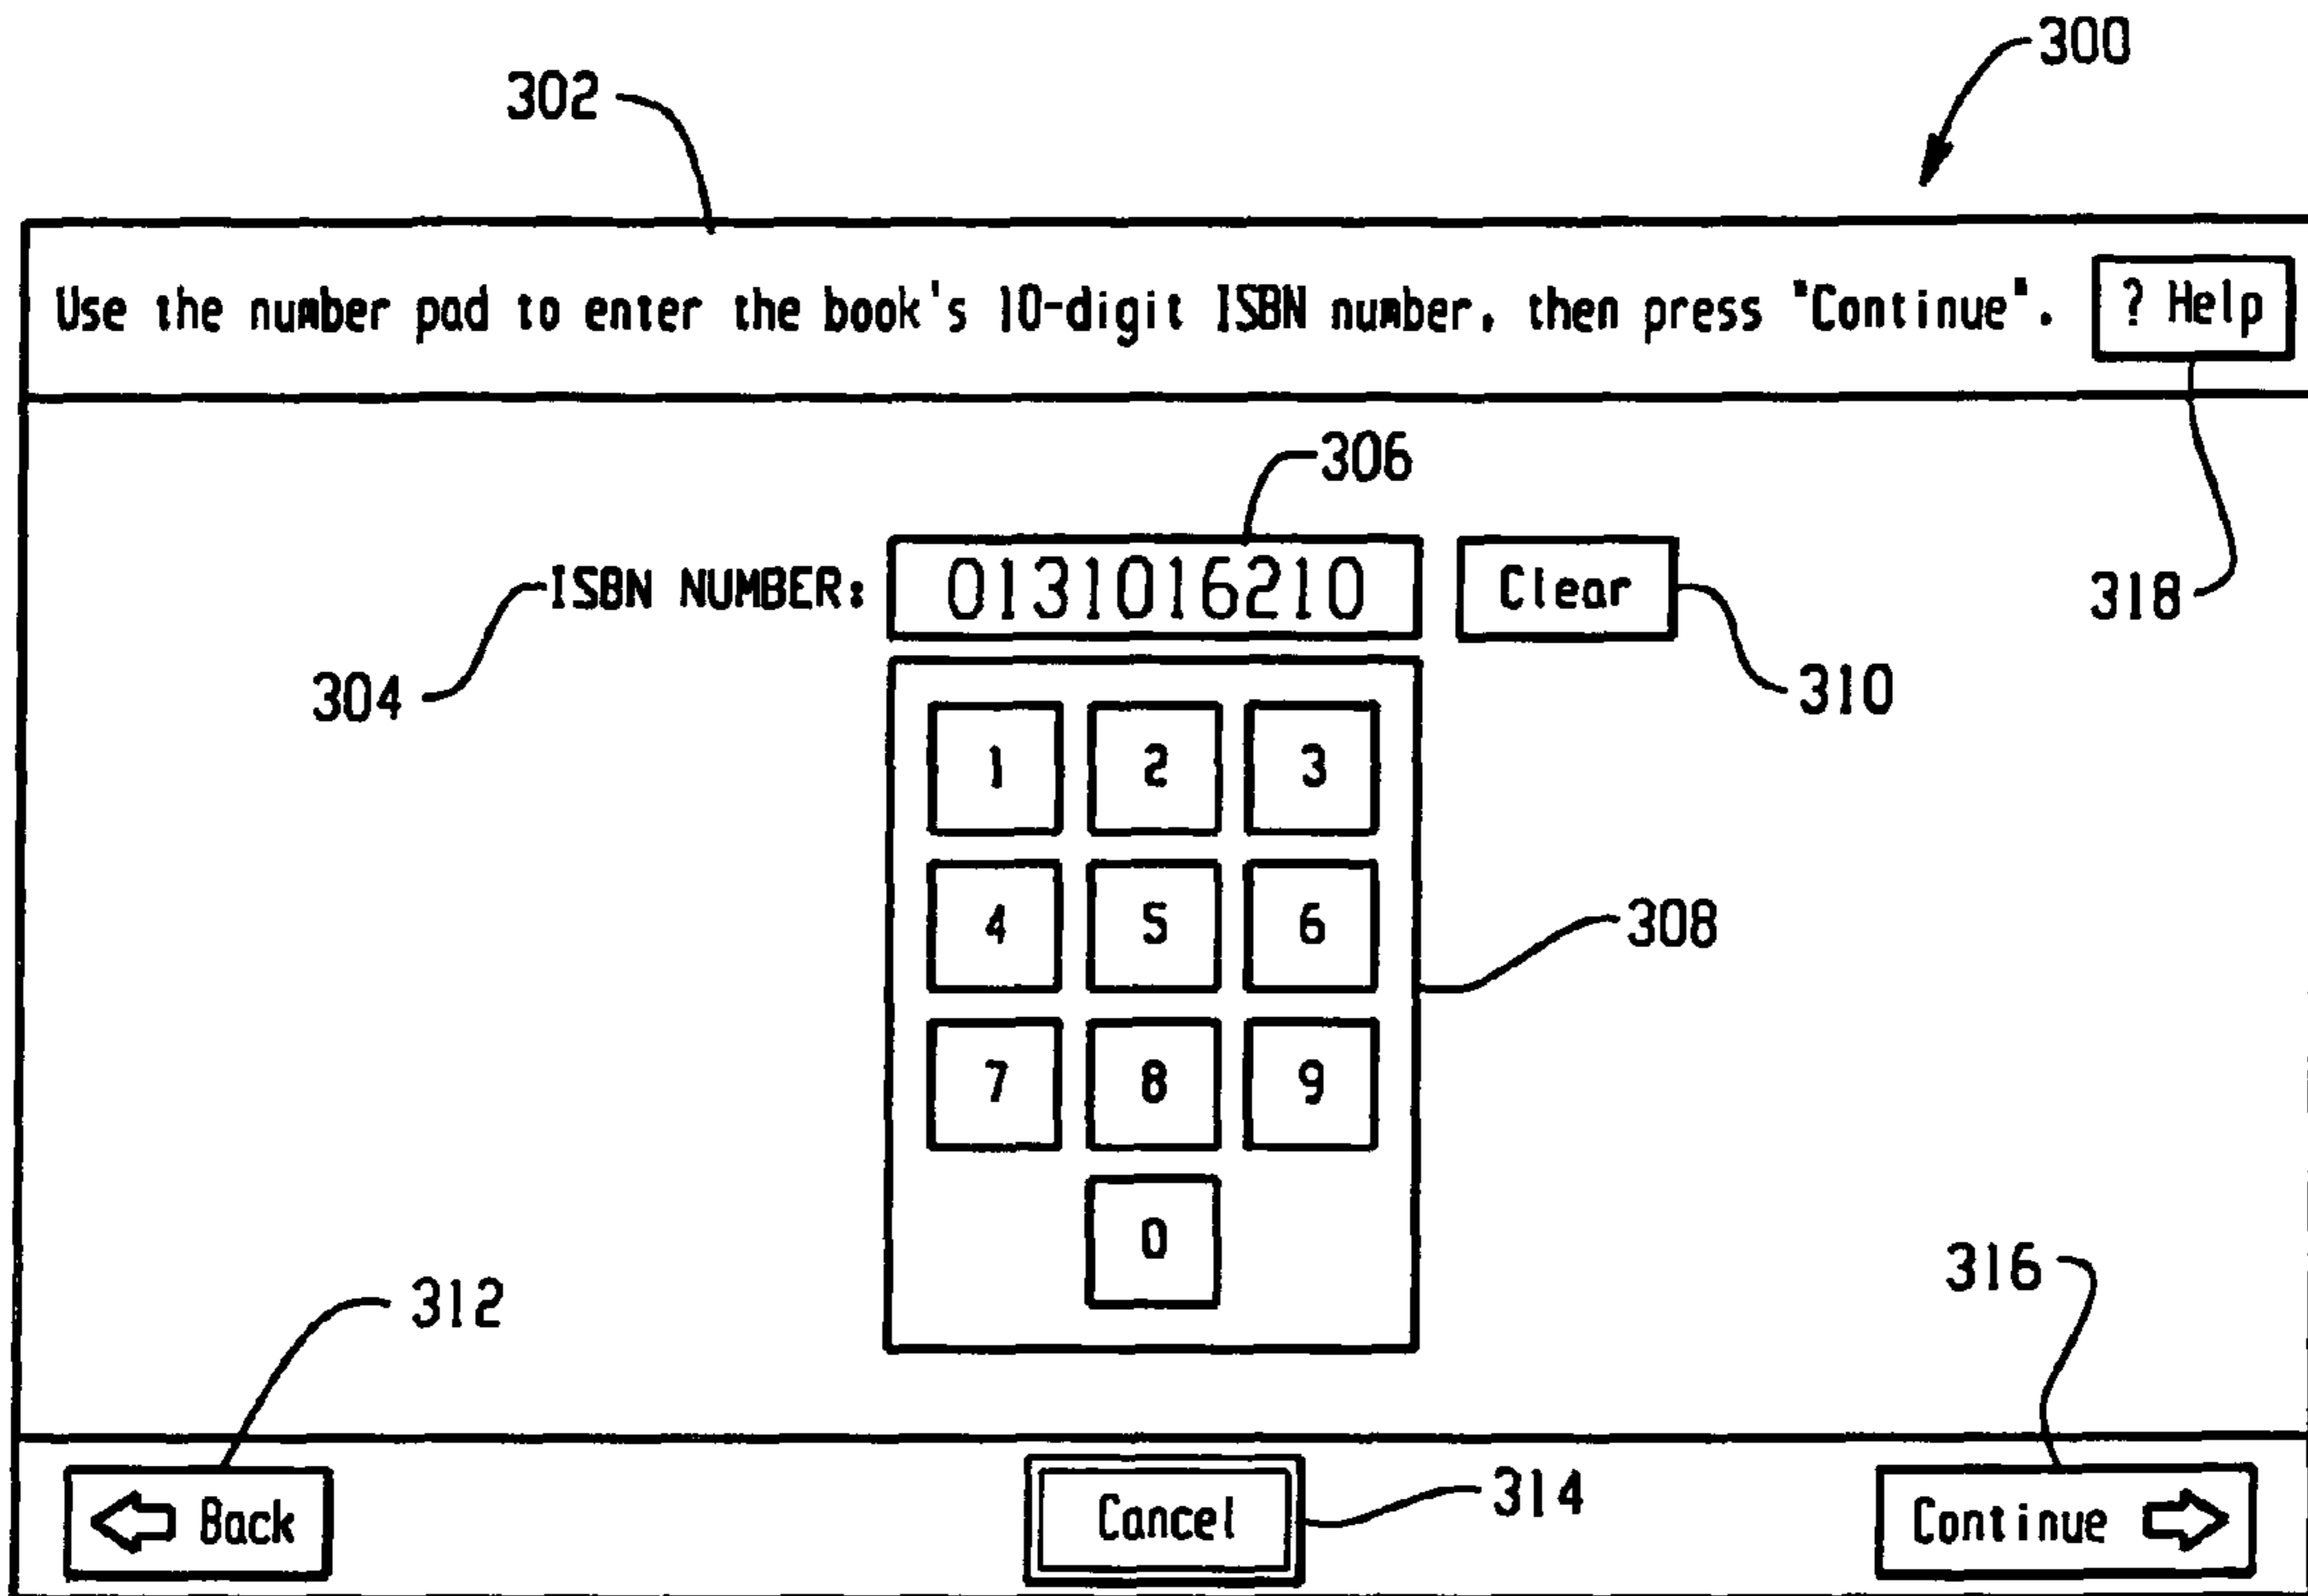 300
302
Use the number pad to enter the book's 10-digit ISBN number, then press "Continue".
? Help
306
ISBN NUMBER:
0131016210
Clear
318
304
310
1 2 3
4 5 6
308
7 8 9
0
312
316
Back
Cancel
314
Continue